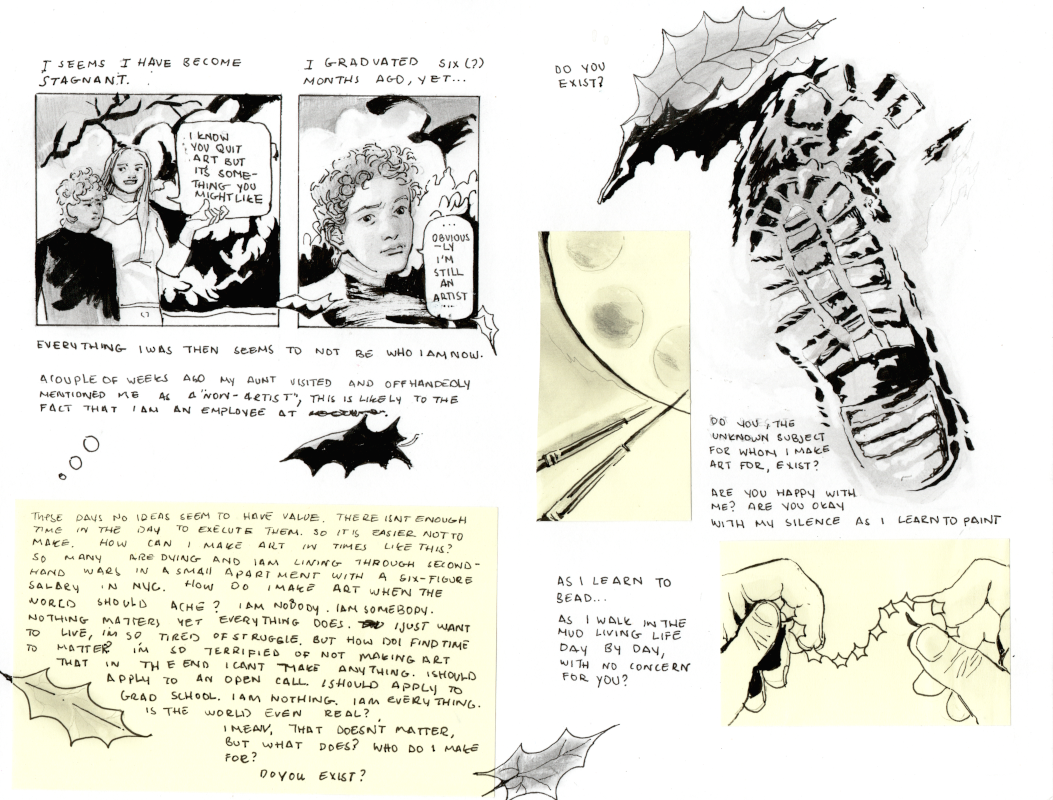 IT SEEMS I HAVE BECOME
STAGNANT.
I KNOW
YOU QUIT
ART BUT
ITS SOME-
THING YOU
MIGHT LIKE
I GRADUATED SIX(?)
MONTHS AGO, YET...
...
OBVIOUS
-LY
I'M
STILL
AN
ARTIST
...
EVERYTHING I WAS THEN SEEMS TO NOT BE WHO I AM NOW.
A COUPLE OF WEEKS AGO MY AUNT VISITED AND OFFHANDEDLY
MENTIONED ME AS A "NON-ARTIST", THIS IS LIKELY TO THE
FACT THAT I AM AN EMPLOYEE AT
THESE DAYS NO IDEAS SEEM TO HAVE VALUE. THERE ISNT ENOUGH
TIME IN THE DAY TO EXECUTE THEM. SO IT IS EASIER NOT TO
MAKE. HOW CAN I MAKE ART IN TIMES LIKE THIS?
SO MANY ARE DYING AND I AM LIVING THROUGH SECOND-
HAND WARS IN A SMALL APARTMENT WITH A SIX-FIGURE
SALARY IN NYC. HOW DO I MAKE ART WHEN THE
WORLD SHOULD ACHE? I AM NOBODY. I AM SOMEBODY.
NOTHING MATTERS YET EVERYTHING DOES. I JUST WANT
TO LIVE, I'M SO TIRED OF STRUGGLE. BUT HOW DO I FIND TIME
TO MATTER? I'M SO TERRIFIED OF NOT MAKING ART
THAT IN THE END I CANT MAKE ANYTHING. I SHOULD
APPLY TO AN OPEN CALL. I SHOULD APPLY TO
GRAD SCHOOL. I AM NOTHING. I AM EVERYTHING.
IS THE WORLD EVEN REAL?
I MEAN, THAT DOESN'T MATTER,
BUT WHAT DOES? WHO DO I MAKE
FOR?
DO YOU EXIST?
DO YOU
EXIST?
DO YOU, THE
UNKNOWN SUBJECT
FOR WHOM I MAKE
ART FOR, EXIST?
ARE YOU HAPPY WITH
ME? ARE YOU OKAY
WITH MY SILENCE AS I LEARN TO PAINT
AS I LEARN TO
BEAD...
AS I WALK IN THE
MUD LIVING LIFE
DAY BY DAY,
WITH NO CONCERN
FOR YOU?